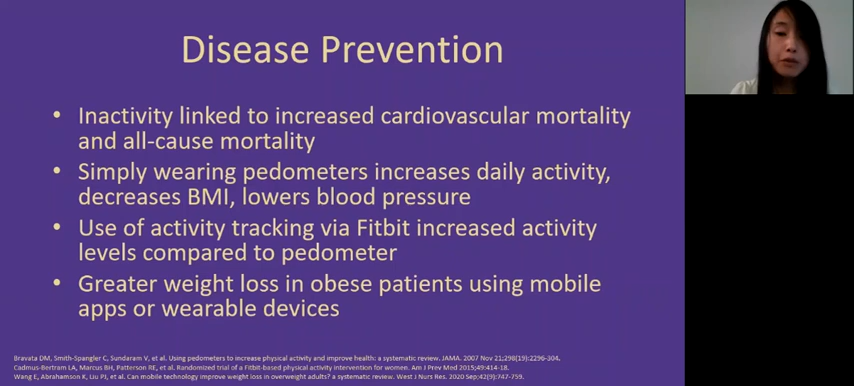 Disease Prevention
• Inactivity linked to increased cardiovascular mortality
and all-cause mortality
• Simply wearing pedometers increases daily activity,
decreases BMI, lowers blood pressure
• Use of activity tracking via Fitbit increased activity
levels compared to pedometer
• Greater weight loss in obese patients using mobile
apps or wearable devices
Bravata DM, Smith-Spangler C, Sundaram V, et al. Using pedometers to increase physical activity and improve health: a systematic review. JAMA. 2007 Nov 21;298(19):2296-304.
Cadmus-Bertram LA, Marcus BH, Patterson RE, et al. Randomized trial of a Fitbit-based physical activity intervention for women. Am J Prev Med 2015;49:414-18.
Wang E, Abrahamson K, Liu PJ, et al. Can mobile technology improve weight loss in overweight adults? a systematic review. West J Nurs Res. 2020 Sep;42(9):747-759.